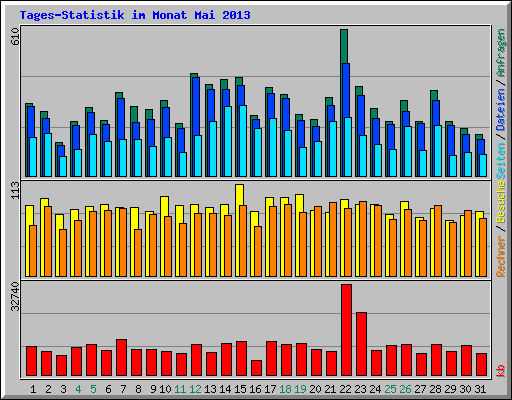 Tages-Statistik im Monat Mai 2013
610
113
32740
Rechner / Besuche Seiten / Dateien / Anfragen
kb
1 2 3 4 5 6 7 8 9 10 11 12 13 14 15 16 17 18 19 20 21 22 23 24 25 26 27 28 29 30 31